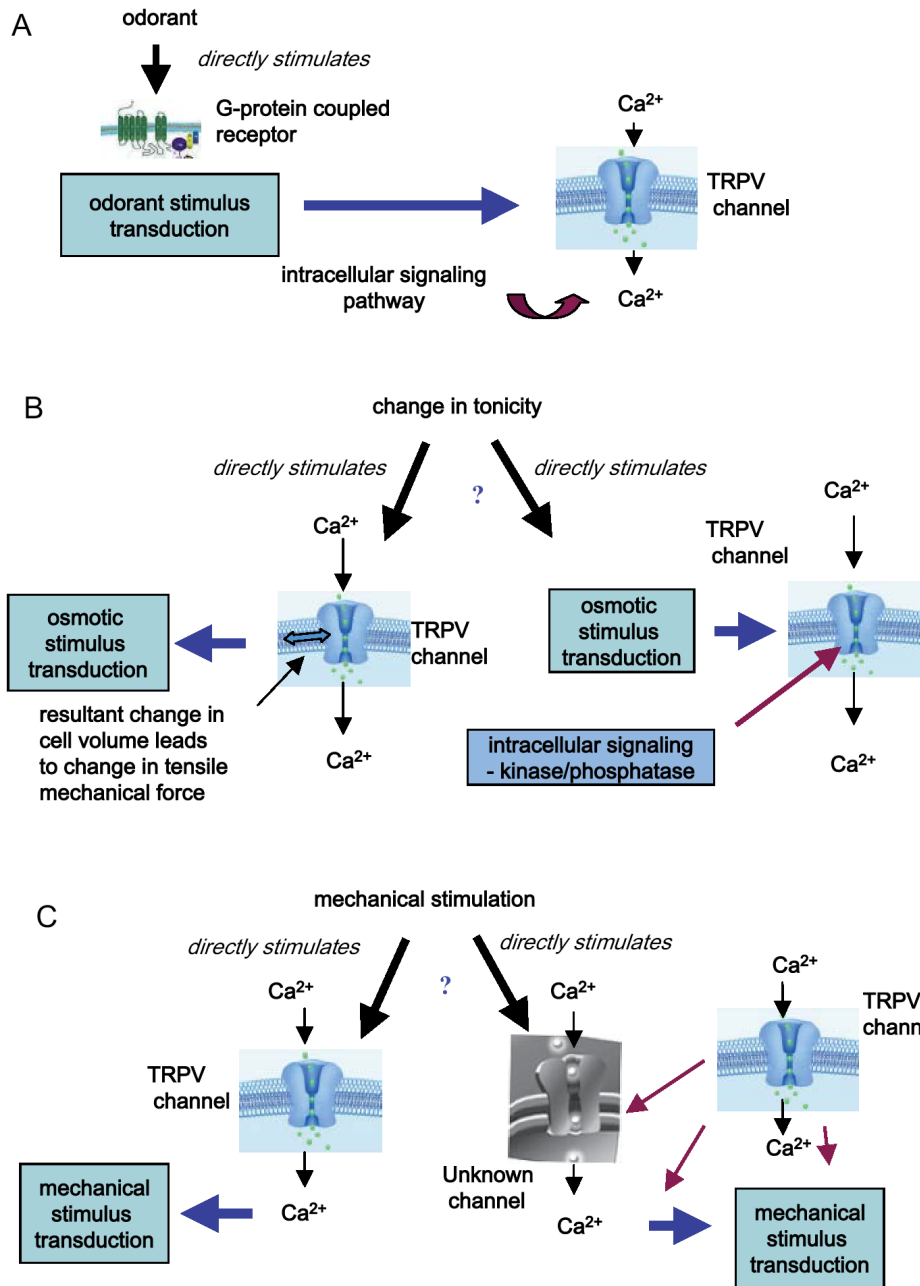 A
odorant
directly stimulates
G-protein coupled
receptor
odorant stimulus
transduction
Ca²⁺
TRPV
channel
intracellular signaling
pathway
Ca²⁺
B
change in tonicity
directly stimulates
directly stimulates
?
Ca²⁺
osmotic
stimulus
transduction
TRPV
channel
resultant change in
cell volume leads
to change in tensile
mechanical force
Ca²⁺
Ca²⁺
TRPV
channel
osmotic
stimulus
transduction
intracellular signaling
- kinase/phosphatase
Ca²⁺
C
mechanical stimulation
directly stimulates
directly stimulates
?
Ca²⁺
TRPV
channel
Ca²⁺
mechanical
stimulus
transduction
Ca²⁺
Unknown
channel
Ca²⁺
Ca²⁺
TRPV
channe
Ca²⁺
mechanical
stimulus
transduction